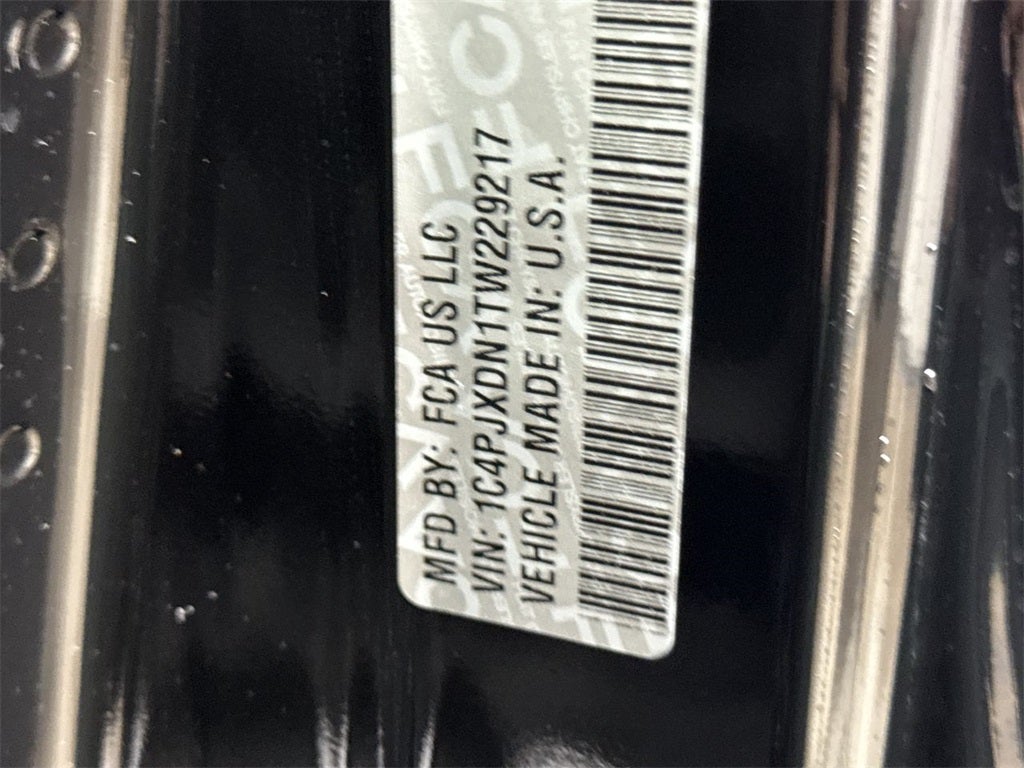 MFD BY: FCA US LLC
VIN: 1C4PJXDN1TW229217
VEHICLE MADE IN: U.S.A.